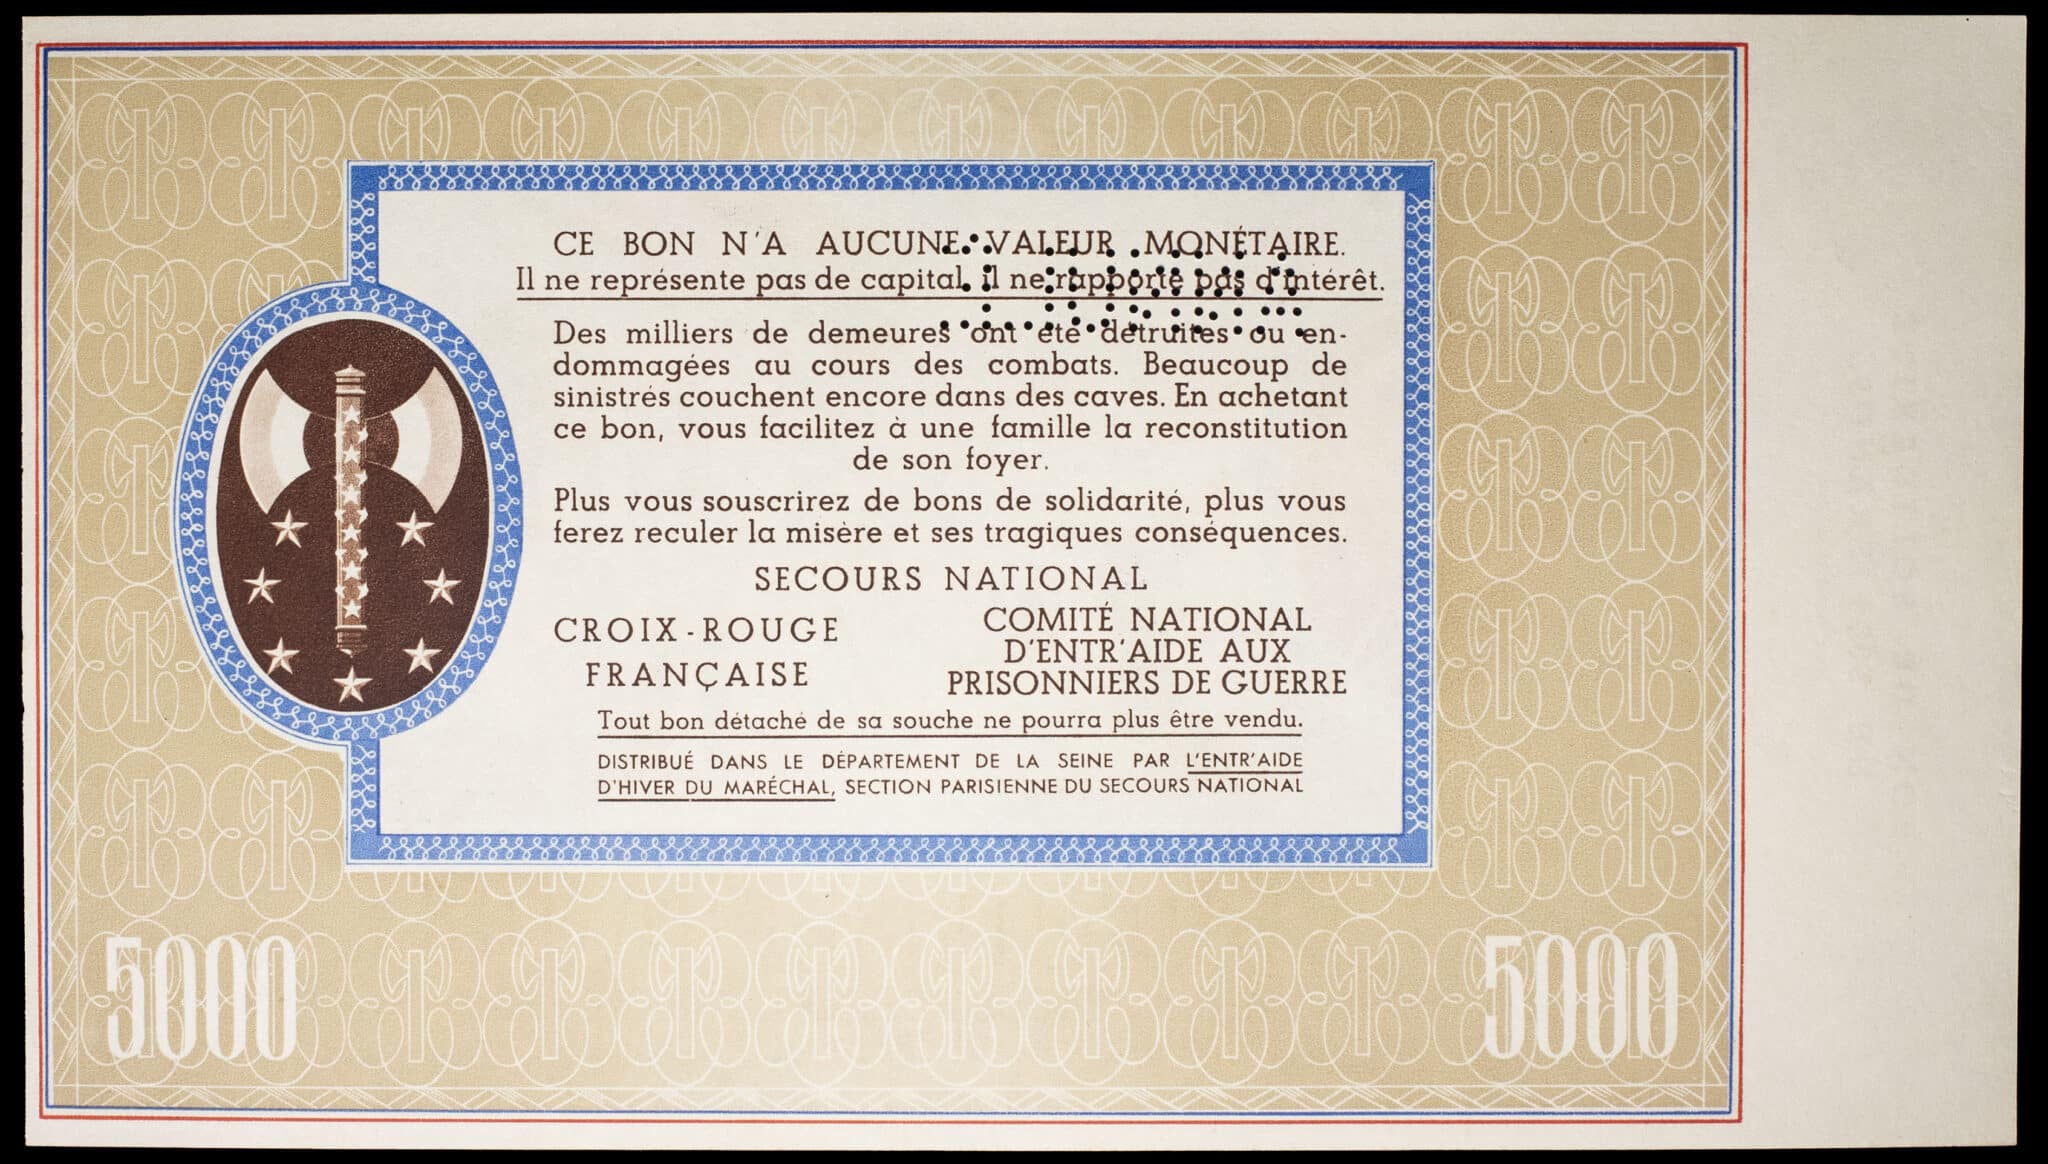 CE BON N'A AUCUNE VALEUR MONÉTAIRE.
Il ne représente pas de capital, il ne rapporte pas d'intérêt.
Des milliers de demeures ont été détruites ou en-
dommagées au cours des combats. Beaucoup de
sinistrés couchent encore dans des caves. En achetant
ce bon, vous facilitez à une famille la reconstitution
de son foyer.
Plus vous souscrirez de bons de solidarité, plus vous
ferez reculer la misère et ses tragiques conséquences.
SECOURS NATIONAL
CROIX-ROUGE
FRANÇAISE
COMITÉ NATIONAL
D'ENTR'AIDE AUX
PRISONNIERS DE GUERRE
Tout bon détaché de sa souche ne pourra plus être vendu.
DISTRIBUÉ DANS LE DÉPARTEMENT DE LA SEINE PAR L'ENTR'AIDE
D'HIVER DU MARÉCHAL, SECTION PARISIENNE DU SECOURS NATIONAL
5000
5000